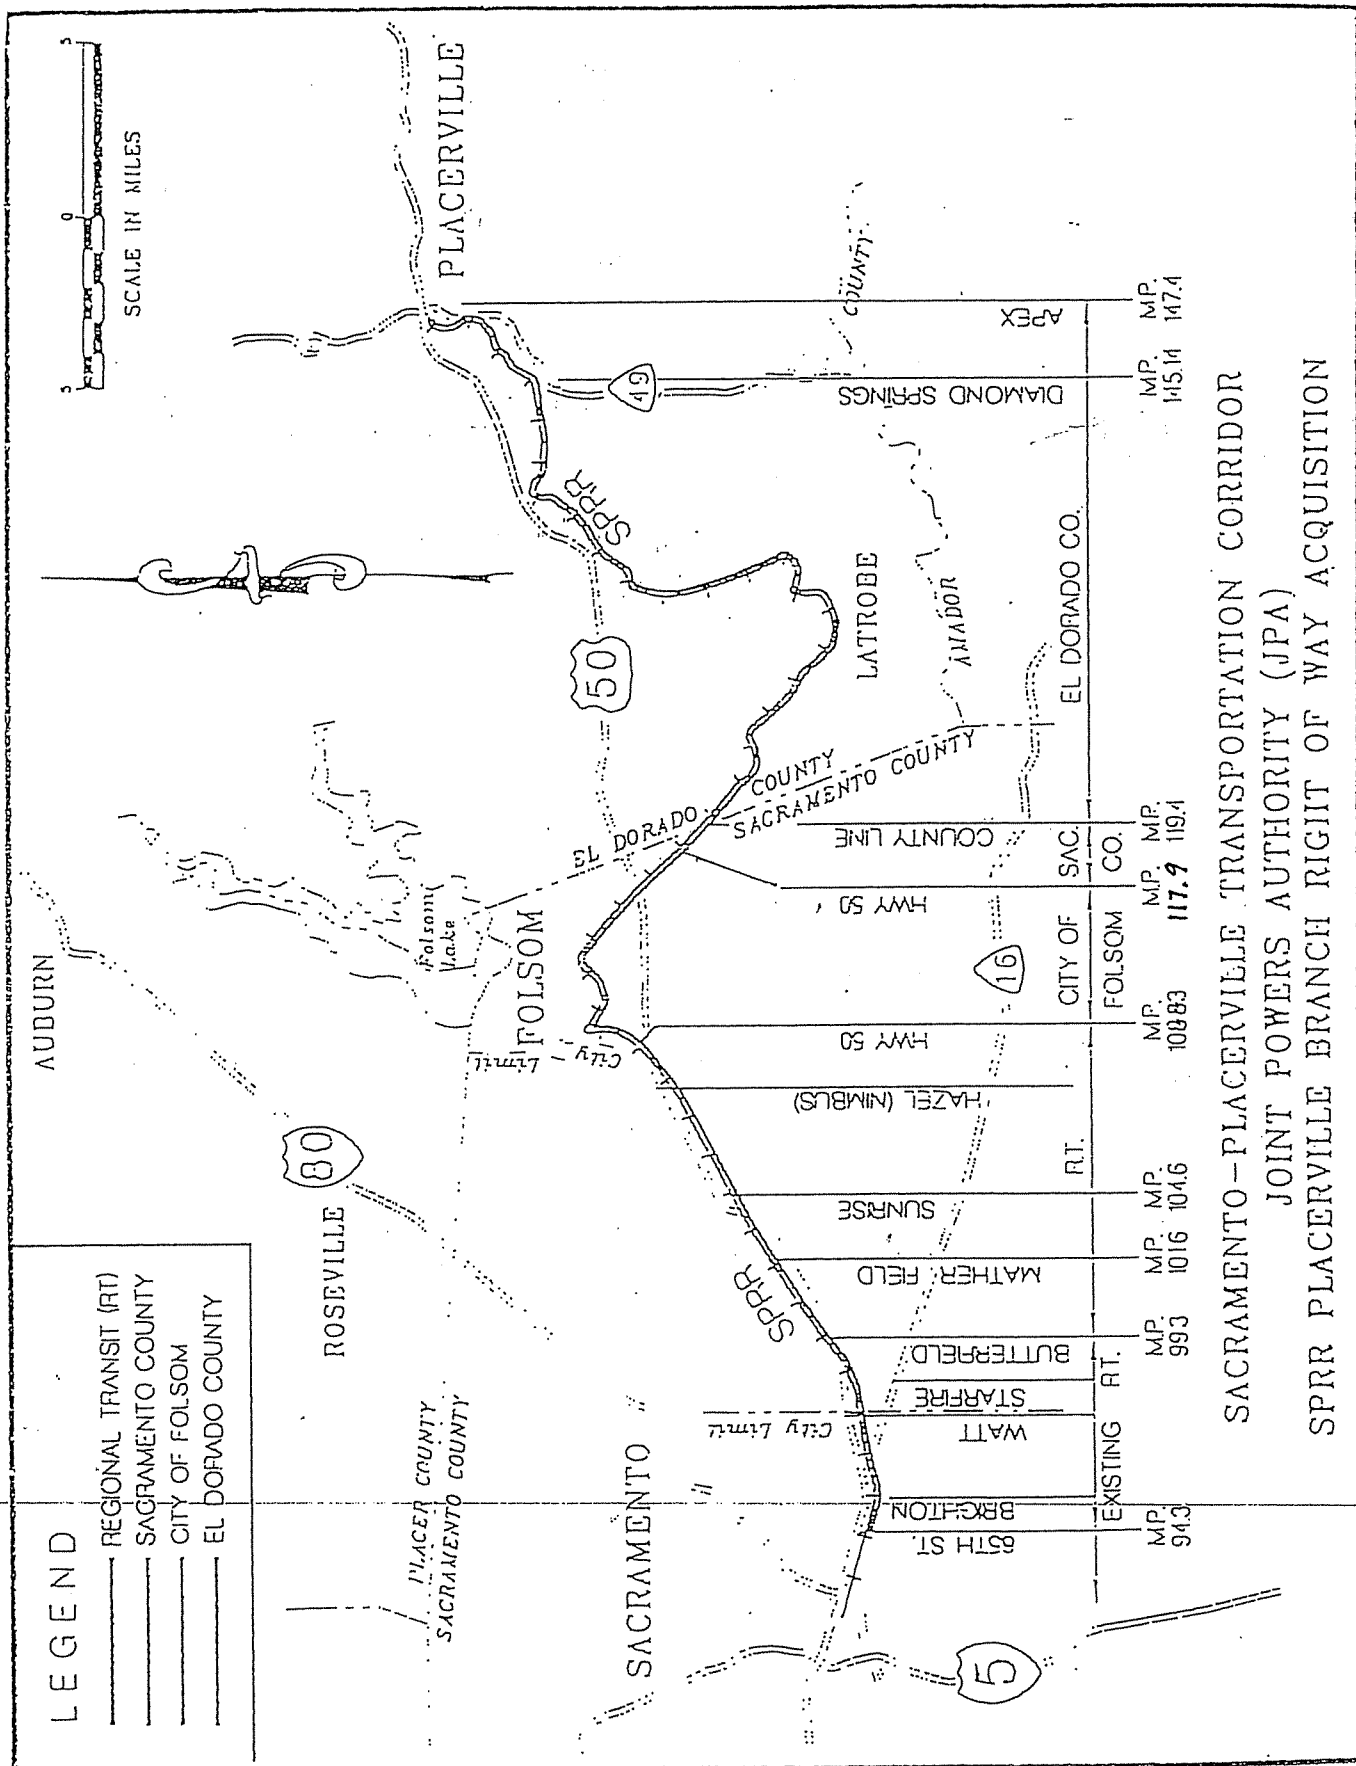 LEGEND
REGIONAL TRANSIT (RT)
SACRAMENTO COUNTY
CITY OF FOLSOM
EL DORADO COUNTY
AUBURN
SCALE IN MILES
5
0
5
80
ROSEVILLE
PLACER COUNTY
SACRAMENTO COUNTY
Folsom
Lake
FOLSOM
City Limit
EL DORADO COUNTY
SACRAMENTO COUNTY
50
PLACERVILLE
SPRR
49
LATROBE
AMADOR
COUNTY
SACRAMENTO
SPRR
City Limit
5
16
65TH ST.
BRIGHTON
WATT
STARFIRE
BUTTERFIELD
MATHER FIELD
SUNRISE
HAZEL (NIMBUS)
HWY 50
HWY 50
COUNTY LINE
DIAMOND SPRINGS
APEX
EXISTING RT.
RT.
CITY OF
FOLSOM
SAC.
CO.
EL DORADO CO.
M.P.
94.3
M.P.
99.3
M.P.
101.6
M.P.
104.6
M.P.
M.P.
117.9
M.P.
119.4
M.P.
145.14
M.P.
147.4
SACRAMENTO-PLACERVILLE TRANSPORTATION CORRIDOR
JOINT POWERS AUTHORITY (JPA)
SPRR PLACERVILLE BRANCH RIGIT OF WAY ACQUISITION